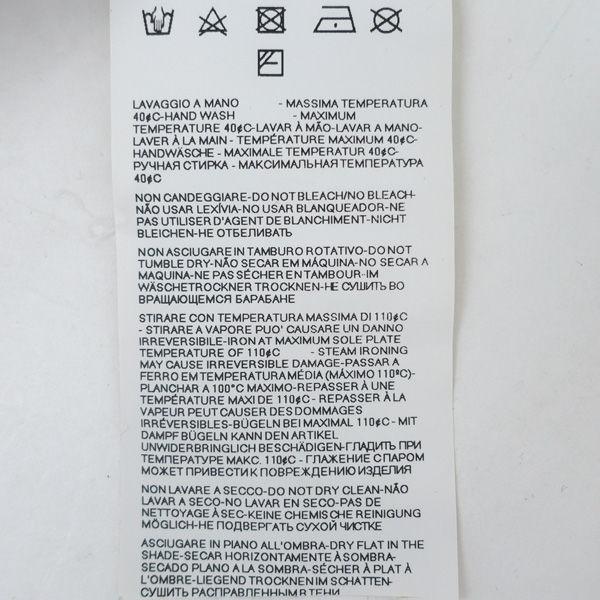 LAVAGGIO A MANO - MASSIMA TEMPERATURA
40¢C-HAND WASH - MAXIMUM
TEMPERATURE 40¢C-LAVAR À MÃO-LAVAR A MANO-
LAVER À LA MAIN - TEMPÉRATURE MAXIMUM 40¢C-
HANDWÄSCHE - MAXIMALE TEMPERATUR 40¢C-
РУЧНАЯ СТИРКА - МАКСИМАЛЬНАЯ ТЕМПЕРАТУРА
40¢C
NON CANDEGGIARE-DO NOT BLEACH/NO BLEACH-
NÃO USAR LEXÍVIA-NO USAR BLANQUEADOR-NE
PAS UTILISER D'AGENT DE BLANCHIMENT-NICHT
BLEICHEN-НЕ ОТБЕЛИВАТЬ
NON ASCIUGARE IN TAMBURO ROTATIVO-DO NOT
TUMBLE DRY-NÃO SECAR EM MÁQUINA-NO SECAR A
MAQUINA-NE PAS SÉCHER EN TAMBOUR-IM
WÄSCHETROCKNER TROCKNEN-НЕ СУШИТЬ ВО
ВРАЩАЮЩЕМСЯ БАРАБАНЕ
STIRARE CON TEMPERATURA MASSIMA DI 110¢C
- STIRARE A VAPORE PUO' CAUSARE UN DANNO
IRREVERSIBILE-IRON AT MAXIMUM SOLE PLATE
TEMPERATURE OF 110¢C - STEAM IRONING
MAY CAUSE IRREVERSIBLE DAMAGE-PASSAR A
FERRO EM TEMPERATURA MÉDIA (MÁXIMO 110ºC)-
PLANCHAR A 100°C MAXIMO-REPASSER À UNE
TEMPÉRATURE MAXI DE 110¢C - REPASSER À LA
VAPEUR PEUT CAUSER DES DOMMAGES
IRRÉVERSIBLES-BÜGELN BEI MAXIMAL 110¢C - MIT
DAMPF BÜGELN KANN DEN ARTIKEL
UNWIDERBRINGLICH BESCHÄDIGEN-ГЛАДИТЬ ПРИ
ТЕМПЕРАТУРЕ МАКС. 110¢C - ГЛАЖЕНИЕ С ПАРОМ
МОЖЕТ ПРИВЕСТИ К ПОВРЕЖДЕНИЮ ИЗДЕЛИЯ
NON LAVARE A SECCO-DO NOT DRY CLEAN-NÃO
LAVAR A SECO-NO LAVAR EN SECO-PAS DE
NETTOYAGE À SEC-KEINE CHEMISCHE REINIGUNG
MÖGLICH-НЕ ПОДВЕРГАТЬ СУХОЙ ЧИСТКЕ
ASCIUGARE IN PIANO ALL'OMBRA-DRY FLAT IN THE
SHADE-SECAR HORIZONTAMENTE À SOMBRA-
SECADO PLANO A LA SOMBRA-SÉCHER À PLAT À
L'OMBRE-LIEGEND TROCKNEN IM SCHATTEN-
СУШИТЬ РАСПРАВЛЕННЫМ В ТЕНИ